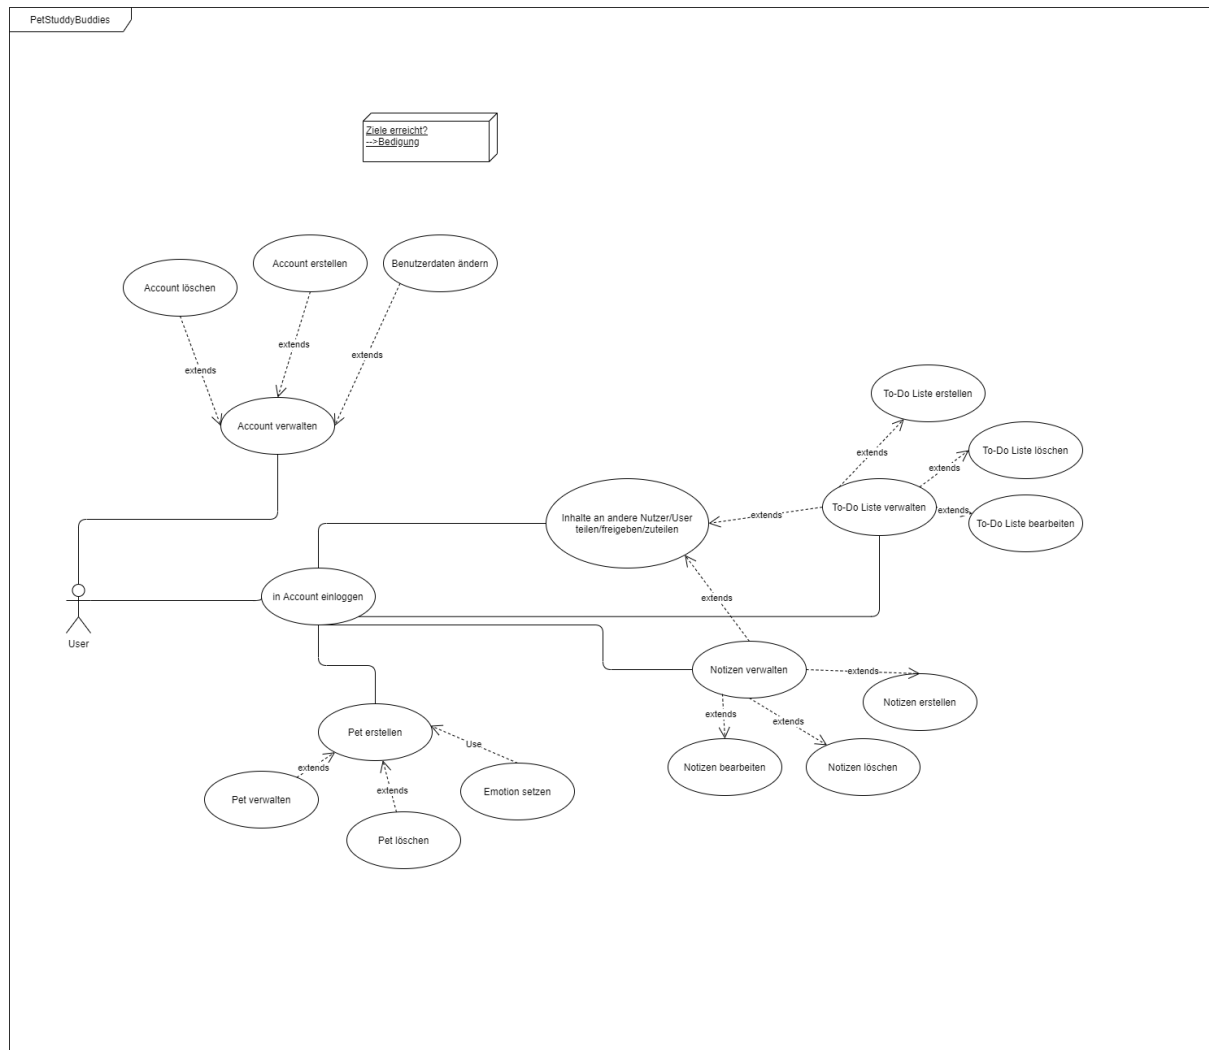 PetStuddyBuddies
Ziele erreicht?
-->Bedigung
Account löschen
Account erstellen
Benutzerdaten ändern
extends
extends
extends
Account verwalten
To-Do Liste erstellen
extends
To-Do Liste löschen
extends
To-Do Liste verwalten
extends
To-Do Liste bearbeiten
Inhalte an andere Nutzer/User
teilen/freigeben/zuteilen
extends
extends
in Account einloggen
User
Notizen verwalten
extends
Notizen erstellen
extends
extends
Notizen bearbeiten
Notizen löschen
Pet erstellen
Use
extends
Pet verwalten
extends
Emotion setzen
Pet löschen